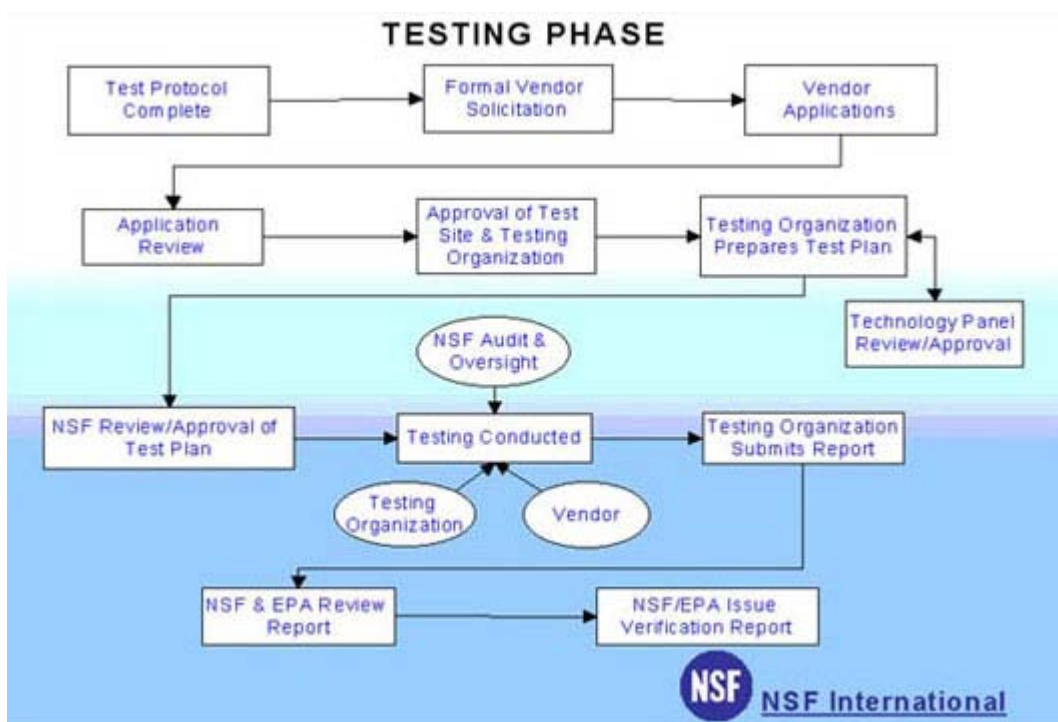 TESTING PHASE
Test Protocol
Complete
Formal Vendor
Solicitation
Vendor
Applications
Application
Review
Approval of Test
Site & Testing
Organization
Testing Organization
Prepares Test Plan
Technology Panel
Review/Approval
NSF Audit &
Oversight
NSF Review/Approval of
Test Plan
Testing Conducted
Testing Organization
Submits Report
Testing
Organization
Vendor
NSF & EPA Review
Report
NSF/EPA Issue
Verification Report
NSF
NSF International